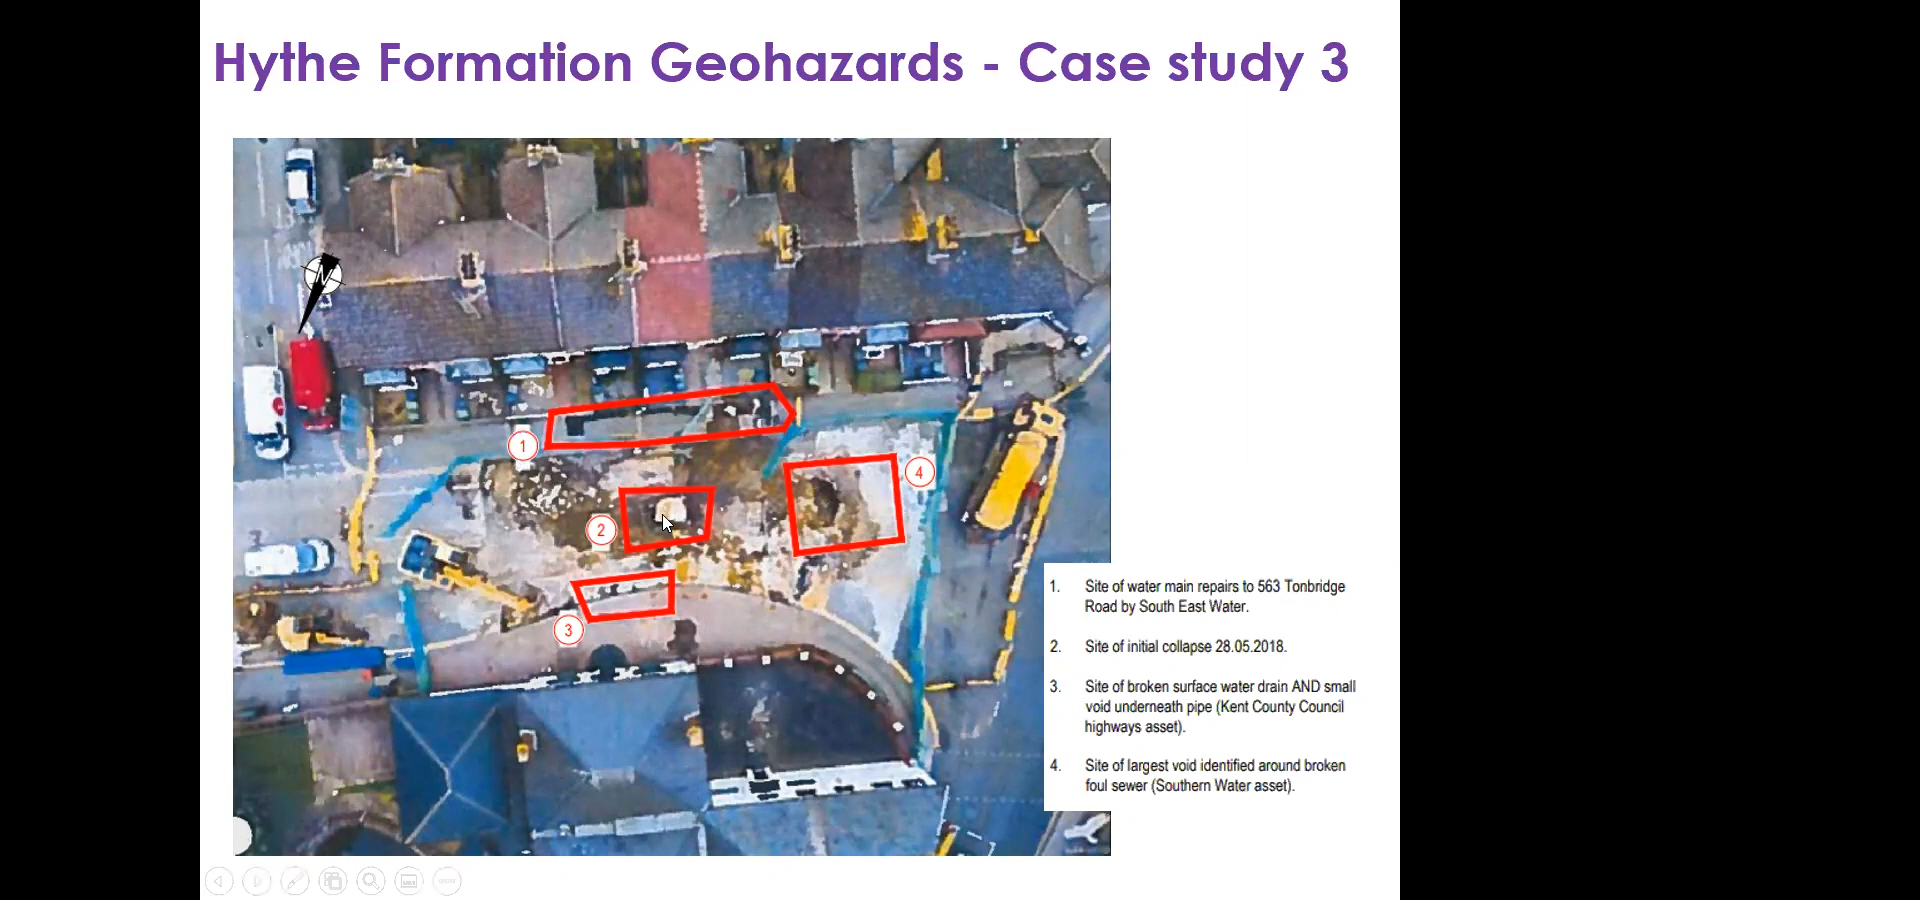 Hythe Formation Geohazards - Case study 3
N
1
4
2
3
1. Site of water main repairs to 563 Tonbridge
Road by South East Water.
2. Site of initial collapse 28.05.2018.
3. Site of broken surface water drain AND small
void underneath pipe (Kent County Council
highways asset).
4. Site of largest void identified around broken
foul sewer (Southern Water asset).